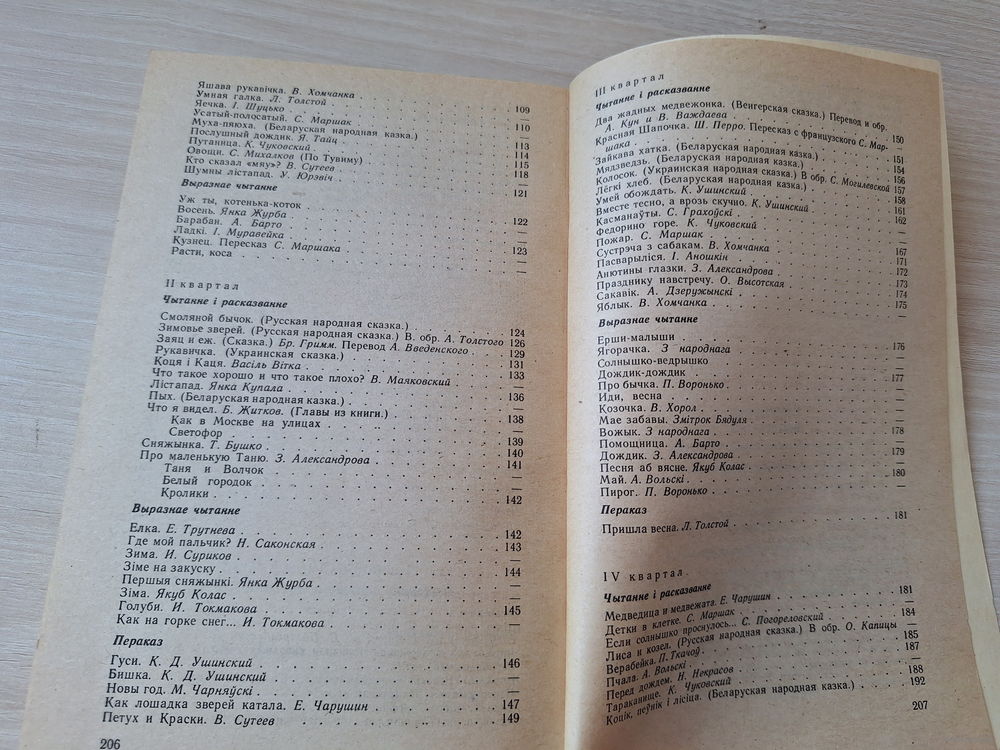 Яшава рукавічка. В. Хомчанка
Умная галка. Л. Толстой 109
Яечка. І. Шуцько —
Усатый-полосатый. С. Маршак 110
Муха-пяюха. (Беларуская народная казка.) —
Послушный дождик. Я. Тайц 113
Путаница. К. Чуковский 114
Овощи. С. Михалков (По Тувиму) 115
Кто сказал «мяу»? В. Сутеев 118
Шумны лістапад. У. Юрэвіч —
Выразнае чытанне 121
Уж ты, котенька-коток
Восень. Янка Журба —
Барабан. А. Барто 122
Ладкі. І. Муравейка —
Кузнец. Пересказ С. Маршака —
Расти, коса 123
II квартал
Чытанне і расказванне
Смоляной бычок. (Русская народная сказка.)
Зимовье зверей. (Русская народная сказка.) В обр. А. Толстого 124
Заяц и еж. (Сказка.) Бр. Гримм. Перевод А. Введенского 126
Рукавичка. (Украинская сказка.) 129
Коця і Каця. Васіль Вітка 131
Что такое хорошо и что такое плохо? В. Маяковский 133
Лістапад. Янка Купала —
Пых. (Беларуская народная казка.) 136
Что я видел. Б. Житков. (Главы из книги.) —
Как в Москве на улицах 138
Светофор —
Сняжынка. Т. Бушко 139
Про маленькую Таню. З. Александрова 140
Таня и Волчок 141
Белый городок —
Кролики —
142
Выразнае чытанне
Елка. Е. Трутнева 142
Где мой пальчик? Н. Саконская 143
Зима. И. Суриков —
Зіме на закуску 144
Першыя сняжынкі. Янка Журба —
Зіма. Якуб Колас —
Голуби. И. Токмакова 145
Как на горке снег... И. Токмакова —
Пераказ
Гуси. К. Д. Ушинский 146
Бишка. К. Д. Ушинский —
Новы год. М. Чарняўскі —
Как лошадка зверей катала. Е. Чарушин 147
Петух и Краски. В. Сутеев 149
206
III квартал
Чытанне і расказванне
Два жадных медвежонка. (Венгерская сказка.) Перевод и обр.
А. Кун и В. Важдаева 150
Красная Шапочка. Ш. Перро. Пересказ с французского С. Мар-
шака 151
Зайкава хатка. (Беларуская народная казка.) 154
Мядзведзь. (Беларуская народная казка.) 156
Колосок. (Украинская народная сказка.) В обр. С. Могилевской 157
Лёгкі хлеб. (Беларуская народная казка.) 158
Умей обождать. К. Ушинский 161
Вместе тесно, а врозь скучно. К. Ушинский 162
Касманаўты. С. Грахоўскі —
Федорино горе. К. Чуковский —
Пожар. С. Маршак 167
Сустрэча з сабакам. В. Хомчанка 171
Пасварыліся. І. Аношкін 172
Анютины глазки. З. Александрова 173
Празднику навстречу. О. Высотская 174
Сакавік. А. Дзеружынскі 175
Яблык. В. Хомчанка —
Выразнае чытанне
Ерши-малыши
Ягорачка. З народнага 176
Солнышко-ведрышко —
Дождик-дождик —
Про бычка. П. Воронько 177
Иди, весна —
Козочка. В. Хорол —
Мае забавы. Змітрок Бядуля —
Вожык. З народнага 178
Помощница. А. Барто —
Дождик. З. Александрова 179
Песня аб вясне. Якуб Колас —
Май. А. Вольскі 180
Пирог. П. Воронько —
Пераказ
Пришла весна. Л. Толстой 181
IV квартал
Чытанне і расказванне
Медведица и медвежата. Е. Чарушин 181
Детки в клетке. С. Маршак —
Если солнышко проснулось... С. Погореловский 184
Лиса и козел. (Русская народная сказка.) В обр. О. Капицы —
Верабейка. П. Ткачоў 185
Пчала. А. Вольскі 187
Перед дождем. Н. Некрасов —
Тараканище. К. Чуковский 188
Коцік, пеўнік і лісіца. (Беларуская народная казка.) 192
207